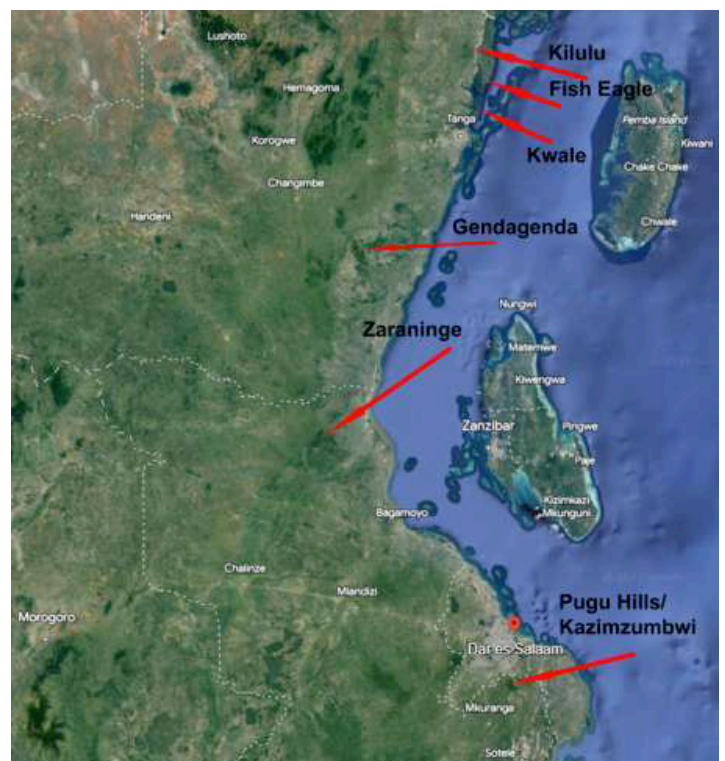 Lushoto
Kilulu
Hemagoma
Fish Eagle
Pemba Island
Tanga
Korogwe
Kiwani
Kwale
Chake Chake
Changimbe
Handeni
Chwale
Gendagenda
Nungwi
Zaraninge
Matemwe
Kiwengwa
Zanzibar
Pingwe
Paje
Kizimkazi
Mkunguni
Bagamoyo
Chalinze
Mlandizi
Pugu Hills/
Kazimzumbwi
Morogoro
Dar es Salaam
Mkuranga
Sotele